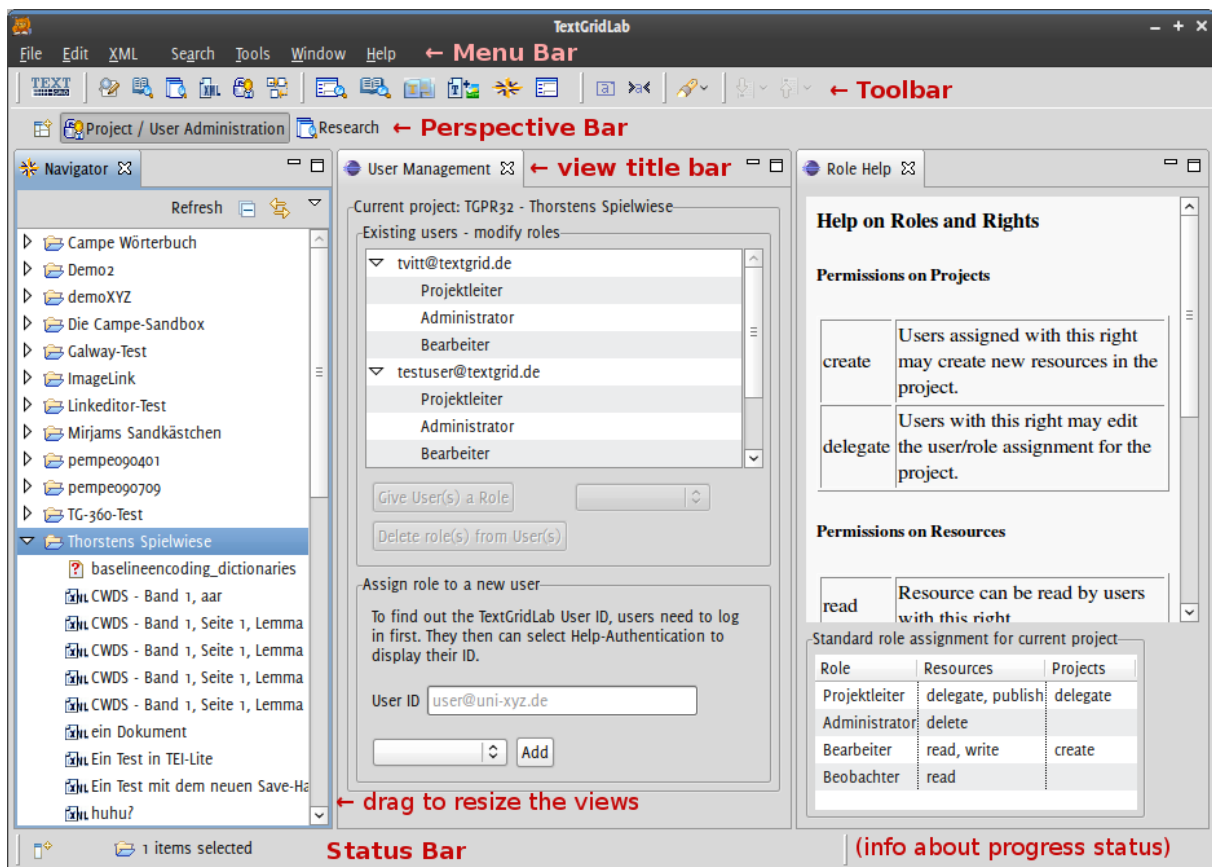 TextGridLab
File Edit XML Search Tools Window Help ← Menu Bar
TEXT
← Toolbar
Project / User Administration Research ← Perspective Bar
Navigator
Refresh
Campe Wörterbuch
Demo2
demoXYZ
Die Campe-Sandbox
Galway-Test
ImageLink
Linkeditor-Test
Mirjams Sandkästchen
pempe090401
pempe090709
TG-360-Test
Thorstens Spielwiese
baselineencoding_dictionaries
CWDS - Band 1, aar
CWDS - Band 1, Seite 1, Lemma
CWDS - Band 1, Seite 1, Lemma
CWDS - Band 1, Seite 1, Lemma
CWDS - Band 1, Seite 1, Lemma
ein Dokument
Ein Test in TEI-Lite
Ein Test mit dem neuen Save-Ha
huhu?
User Management ← view title bar
Current project: TGPR32 - Thorstens Spielwiese
Existing users - modify roles
tvitt@textgrid.de
Projektleiter
Administrator
Bearbeiter
testuser@textgrid.de
Projektleiter
Administrator
Bearbeiter
Give User(s) a Role
Delete role(s) from User(s)
Assign role to a new user
To find out the TextGridLab User ID, users need to log
in first. They then can select Help-Authentication to
display their ID.
User ID user@uni-xyz.de
Add
← drag to resize the views
Role Help
Help on Roles and Rights
Permissions on Projects
create Users assigned with this right
may create new resources in the
project.
delegate Users with this right may edit
the user/role assignment for the
project.
Permissions on Resources
read Resource can be read by users
with this right
Standard role assignment for current project
Role Resources Projects
Projektleiter delegate, publish delegate
Administrator delete
Bearbeiter read, write create
Beobachter read
1 items selected Status Bar (info about progress status)